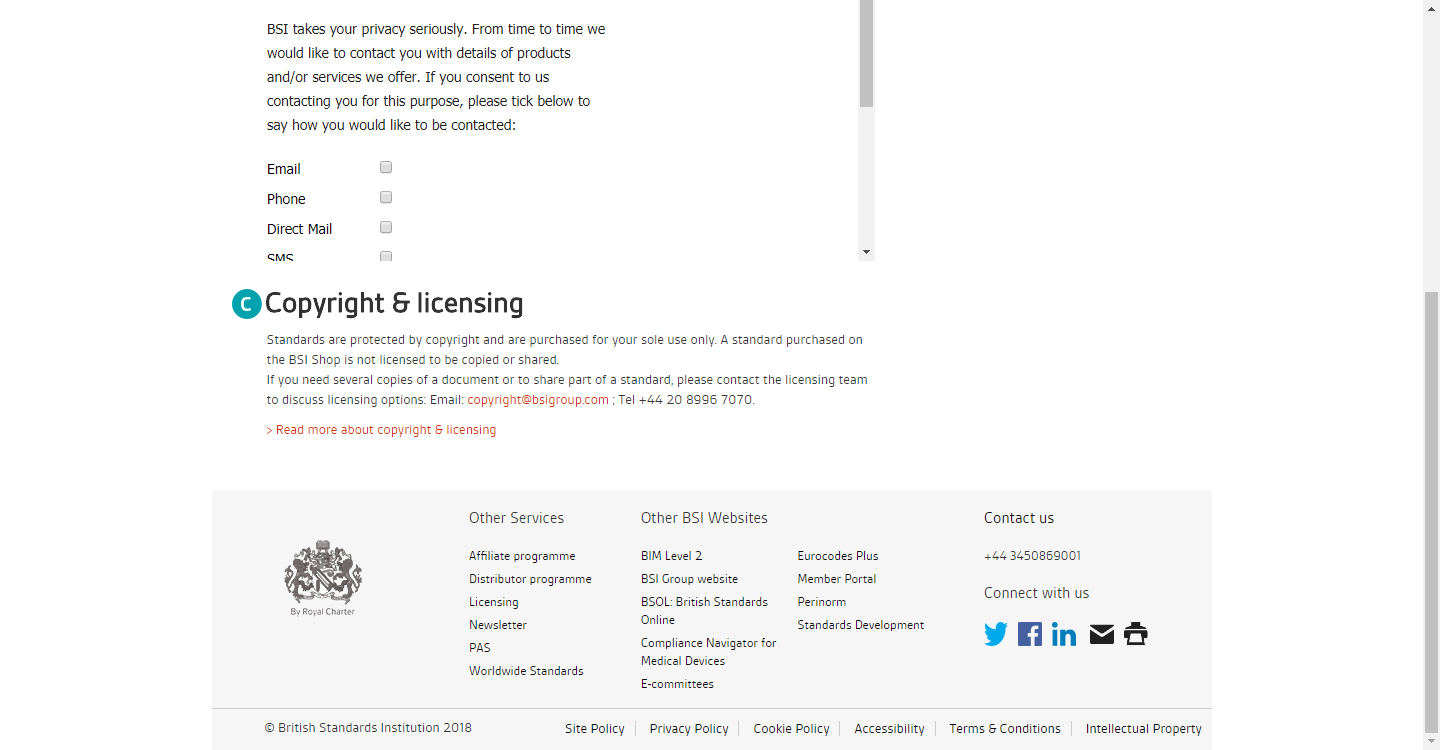 BSI takes your privacy seriously. From time to time we
would like to contact you with details of products
and/or services we offer. If you consent to us
contacting you for this purpose, please tick below to
say how you would like to be contacted:
Email
Phone
Direct Mail
SMS
C Copyright & licensing
Standards are protected by copyright and are purchased for your sole use only. A standard purchased on
the BSI Shop is not licensed to be copied or shared.
If you need several copies of a document or to share part of a standard, please contact the licensing team
to discuss licensing options: Email: copyright@bsigroup.com ; Tel +44 20 8996 7070.
> Read more about copyright & licensing
By Royal Charter
Other Services
Affiliate programme
Distributor programme
Licensing
Newsletter
PAS
Worldwide Standards
Other BSI Websites
BIM Level 2
BSI Group website
BSOL: British Standards
Online
Compliance Navigator for
Medical Devices
E-committees
Eurocodes Plus
Member Portal
Perinorm
Standards Development
Contact us
+44 3450869001
Connect with us
© British Standards Institution 2018
Site Policy
Privacy Policy
Cookie Policy
Accessibility
Terms & Conditions
Intellectual Property